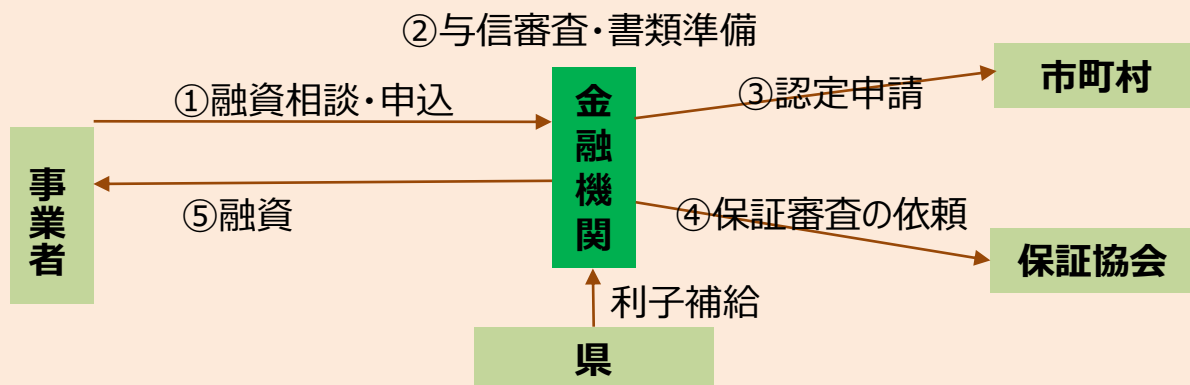 ②与信審査・書類準備
市町村
③認定申請
①融資相談・申込
金融機関
事業者
⑤融資
④保証審査の依頼
保証協会
利子補給
県